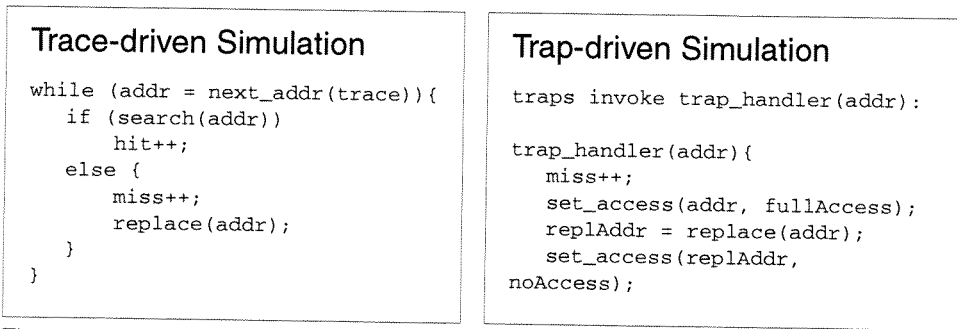 Trace-driven Simulation
while (addr = next_addr(trace)){
if (search(addr))
hit++;
else {
miss++;
replace(addr);
}
}
Trap-driven Simulation
traps invoke trap_handler(addr):
trap_handler(addr){
miss++;
set_access(addr, fullAccess);
replAddr = replace(addr);
set_access(replAddr,
noAccess);